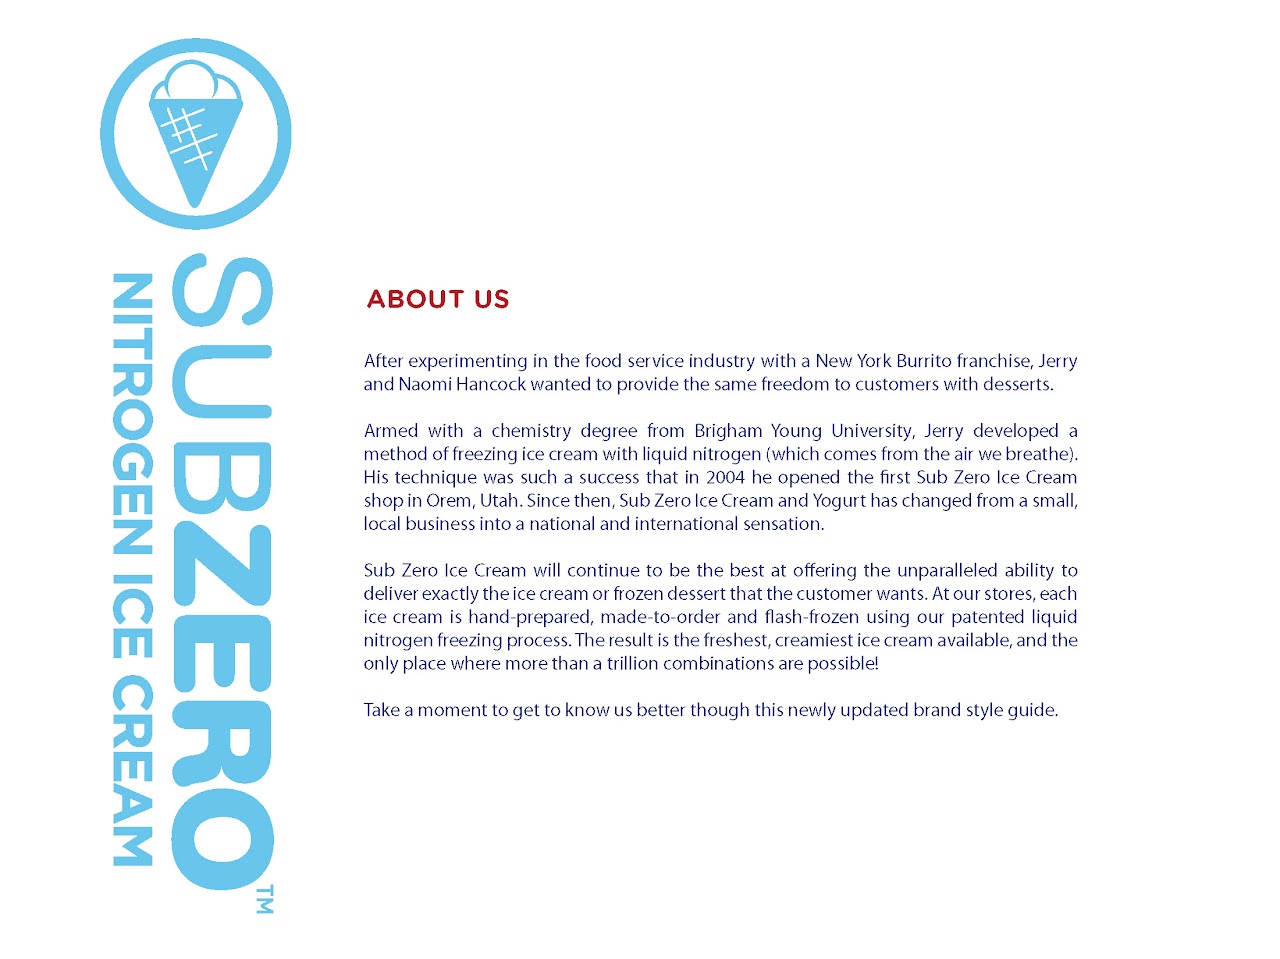 SUBZERO™
NITROGEN ICE CREAM
ABOUT US
After experimenting in the food service industry with a New York Burrito franchise, Jerry
and Naomi Hancock wanted to provide the same freedom to customers with desserts.
Armed with a chemistry degree from Brigham Young University, Jerry developed a
method of freezing ice cream with liquid nitrogen (which comes from the air we breathe).
His technique was such a success that in 2004 he opened the first Sub Zero Ice Cream
shop in Orem, Utah. Since then, Sub Zero Ice Cream and Yogurt has changed from a small,
local business into a national and international sensation.
Sub Zero Ice Cream will continue to be the best at offering the unparalleled ability to
deliver exactly the ice cream or frozen dessert that the customer wants. At our stores, each
ice cream is hand-prepared, made-to-order and flash-frozen using our patented liquid
nitrogen freezing process. The result is the freshest, creamiest ice cream available, and the
only place where more than a trillion combinations are possible!
Take a moment to get to know us better though this newly updated brand style guide.